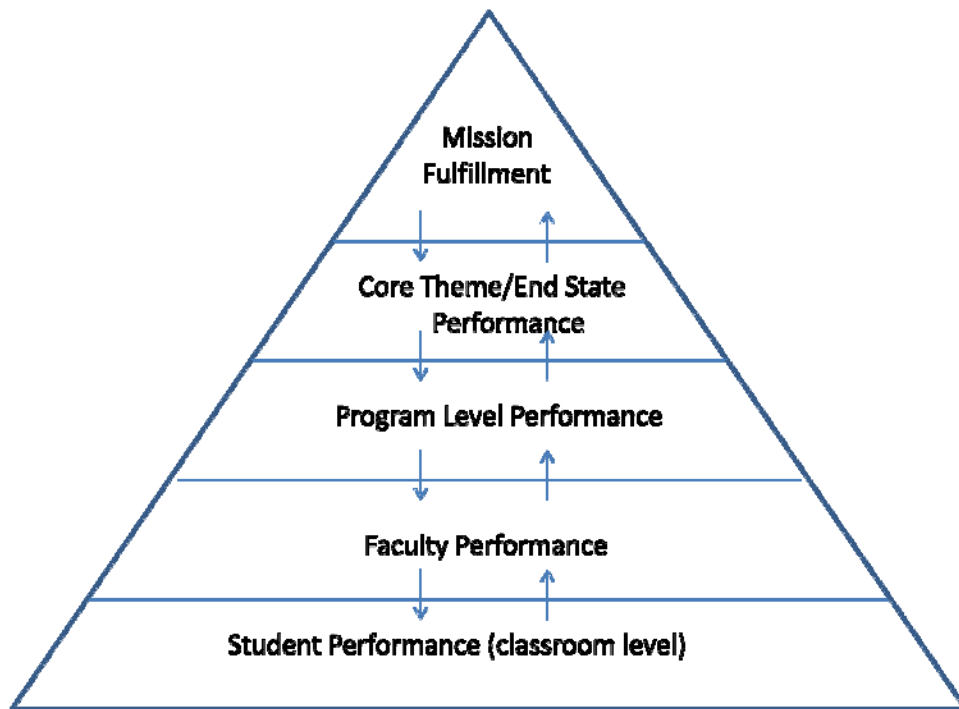 Mission
Fulfillment
Core Theme/End State
Performance
Program Level Performance
Faculty Performance
Student Performance (classroom level)